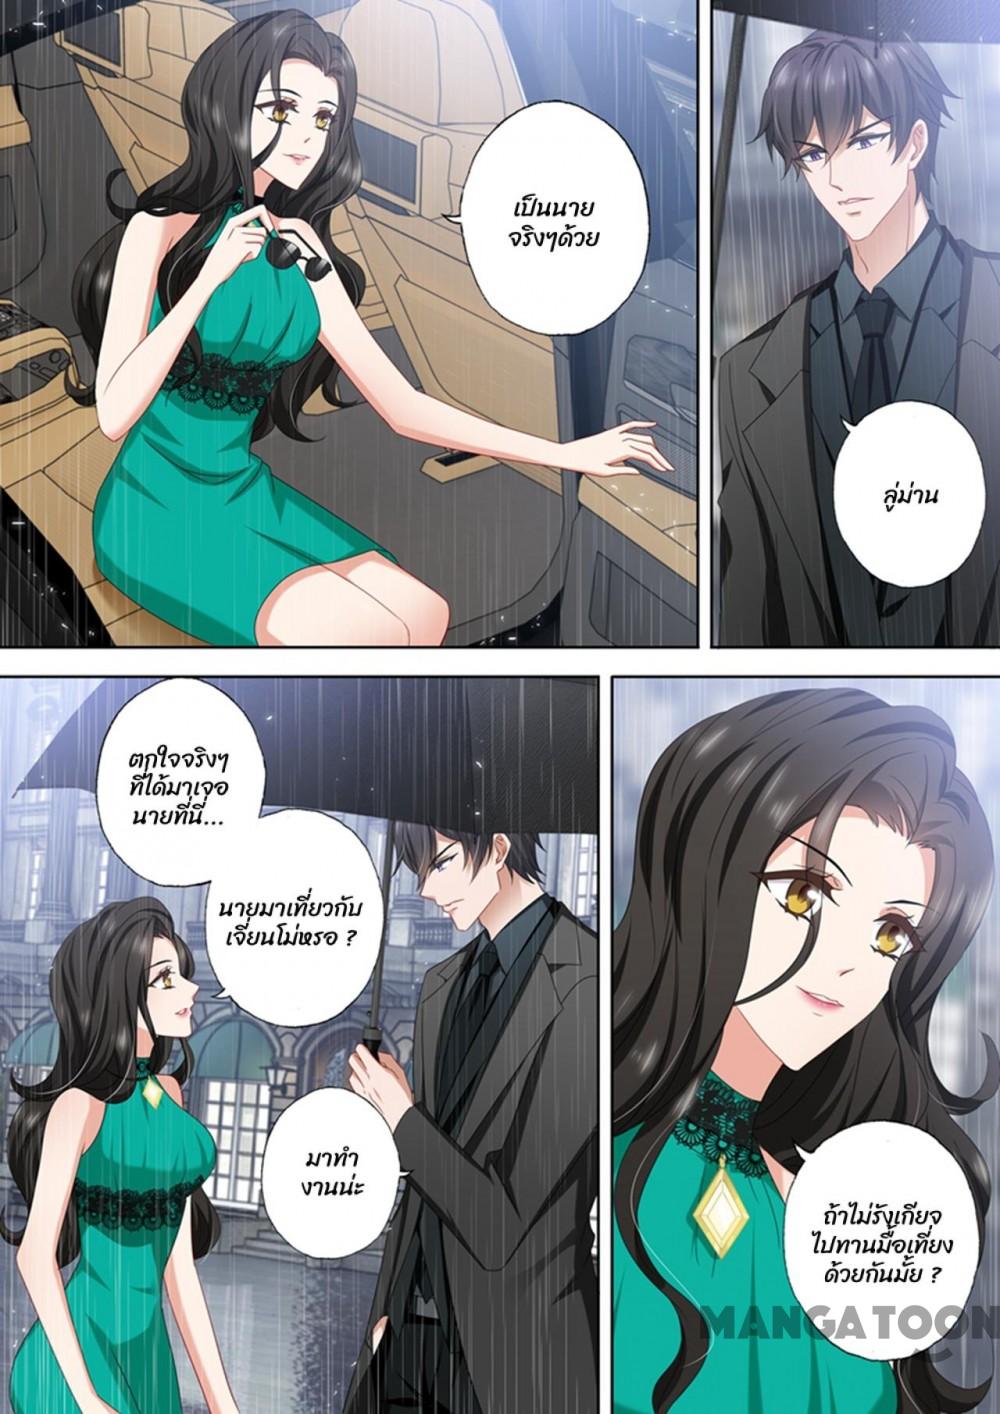 เป็นนาย
จริงๆด้วย
ลู่ม่าน
ตกใจจริงๆ
ที่ได้มาเจอ
นายที่นี่...
นายมาเที่ยวกับ
เจี่ยนโม่หรอ ?
มาทำ
งานน่ะ
ถ้าไม่รังเกียจ
ไปทานมื้อเที่ยง
ด้วยกันมั้ย ?
MANGATOON